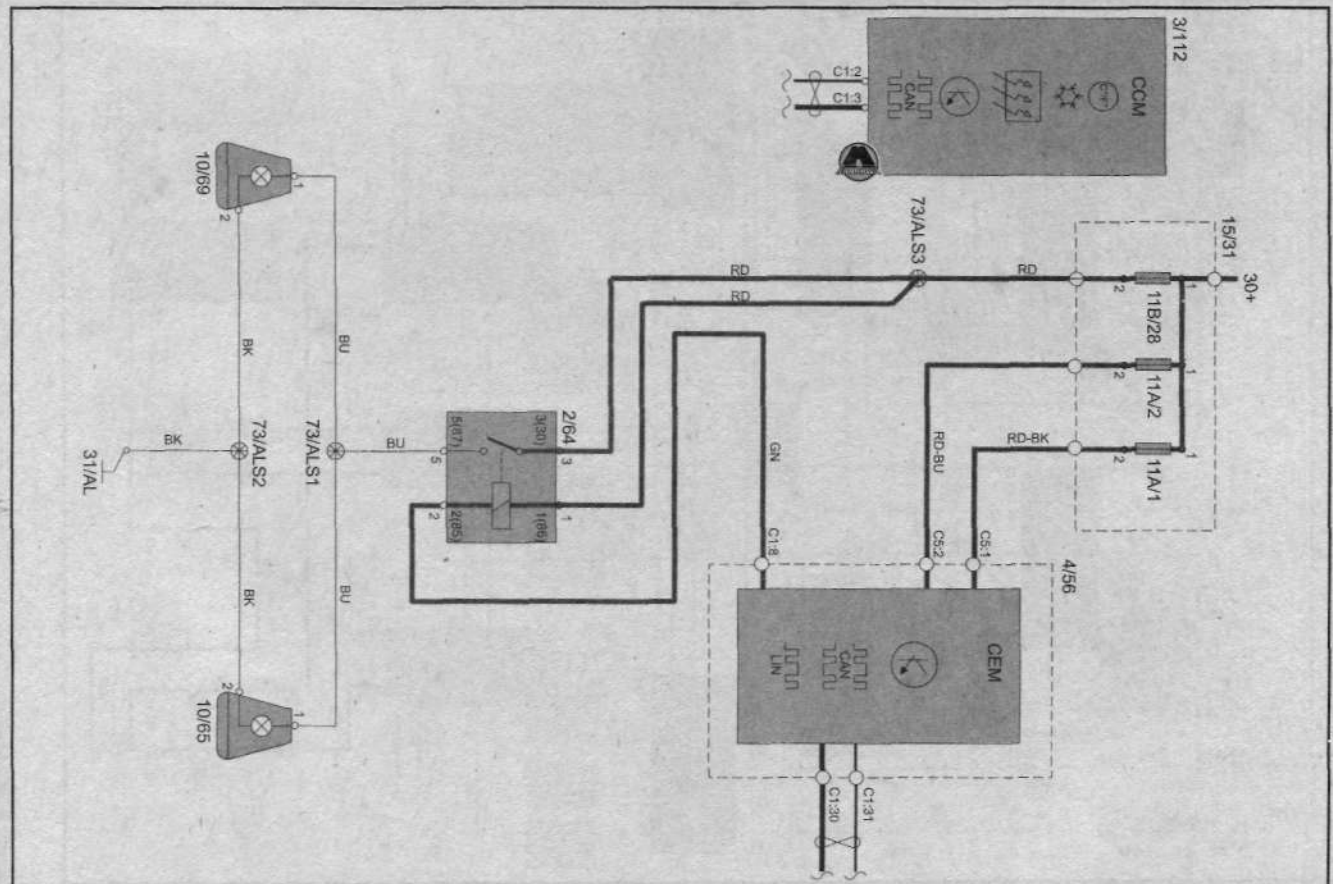 3/112
CCM
CAN
C1:2
C1:3
15/31
30+
1
11B/28
2
1
11A/2
2
1
11A/1
2
73/ALS3
RD
RD
RD
RD-BU
RD-BK
GN
C1:8
C5:2
C5:1
4/56
CEM
CAN
LIN
C1:30
C1:31
2/64
3(30)
3
5(87)
5
1(86)
1
2(85)
2
BU
73/ALS1
BU
BU
73/ALS2
BK
BK
BK
31/AL
10/69
1
2
10/65
1
2